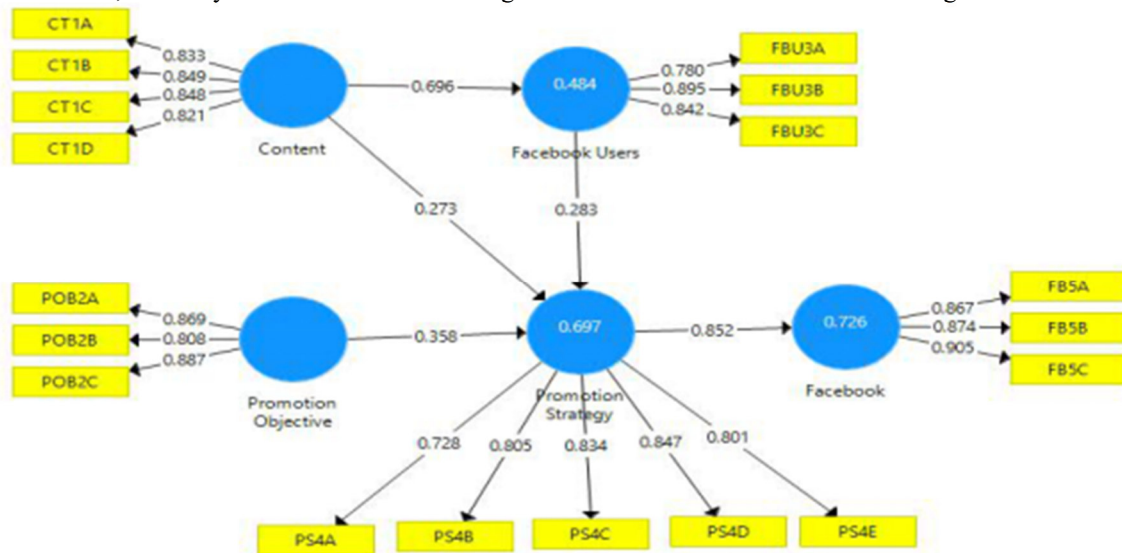 CT1A
CT1B
CT1C
CT1D
0.833
0.849
0.848
0.821
Content
0.696
0.484
Facebook Users
0.780
0.895
0.842
FBU3A
FBU3B
FBU3C
0.273
0.283
POB2A
POB2B
POB2C
0.869
0.808
0.887
Promotion
Objective
0.358
0.697
Promotion
Strategy
0.852
0.726
Facebook
0.867
0.874
0.905
FB5A
FB5B
FB5C
0.728
0.805
0.834
0.847
0.801
PS4A
PS4B
PS4C
PS4D
PS4E